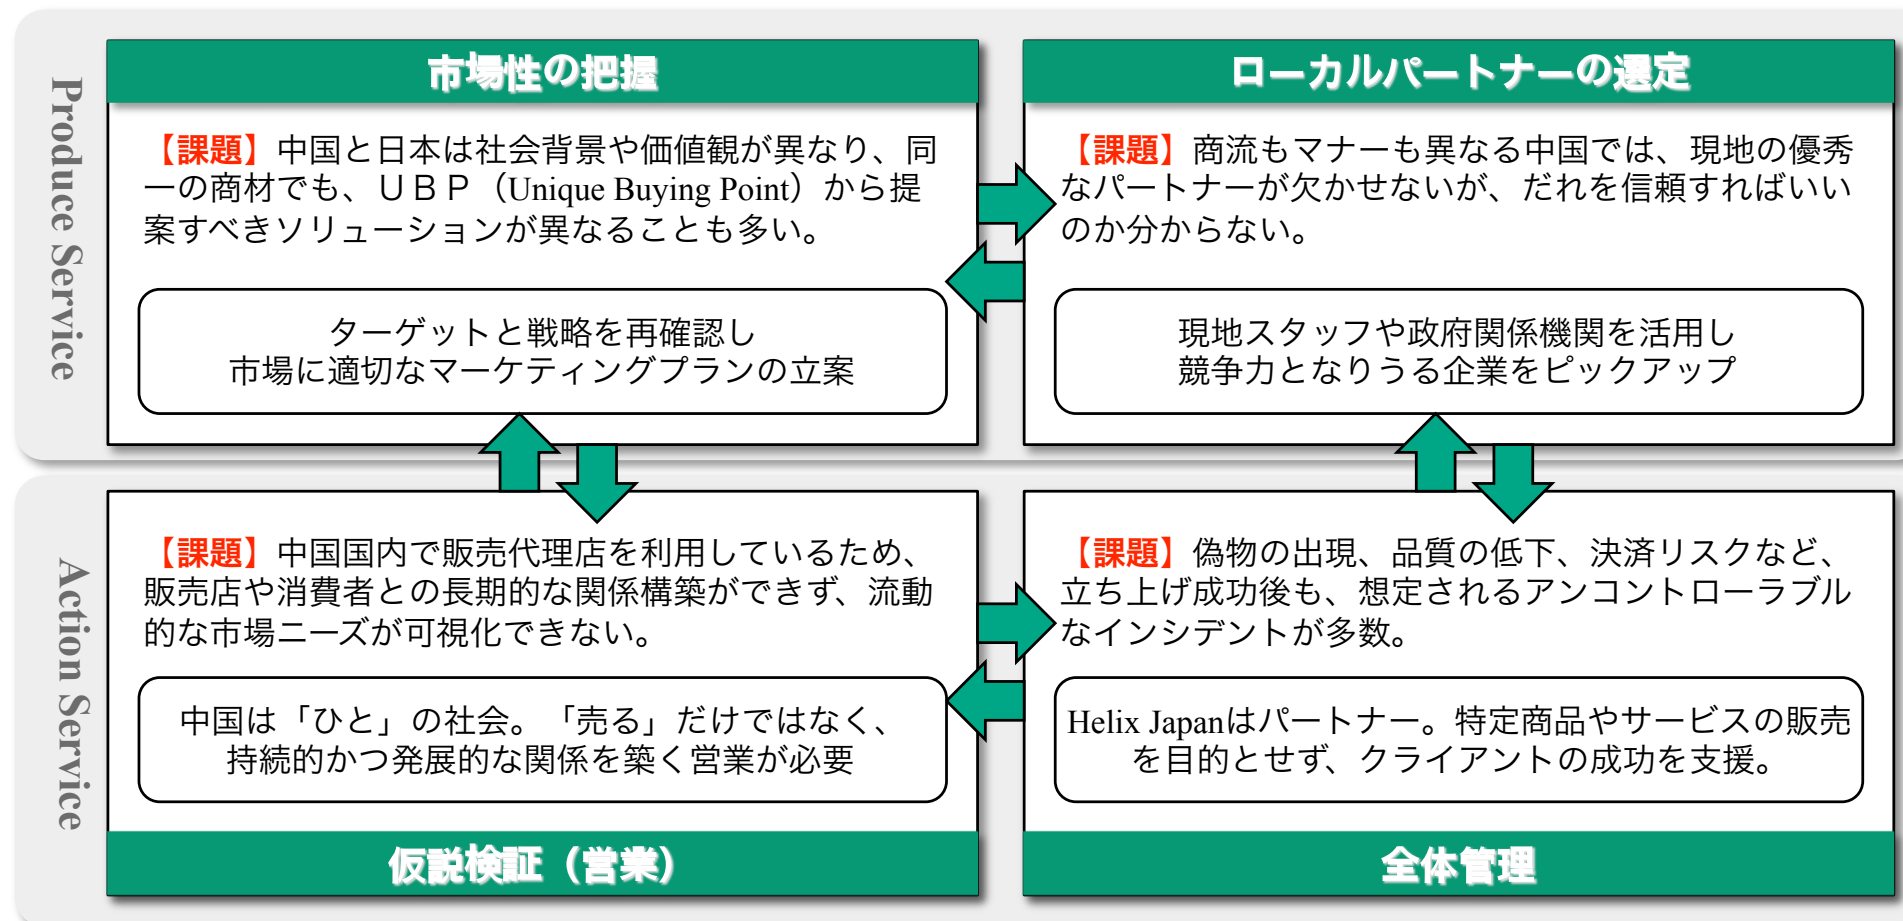 Produce Service
市場性の把握
【課題】中国と日本は社会背景や価値観が異なり、同
一の商材でも、ＵＢＰ（Unique Buying Point）から提
案すべきソリューションが異なることも多い。
ターゲットと戦略を再確認し
市場に適切なマーケティングプランの立案
ローカルパートナーの選定
【課題】商流もマナーも異なる中国では、現地の優秀
なパートナーが欠かせないが、だれを信頼すればいい
のか分からない。
現地スタッフや政府関係機関を活用し
競争力となりうる企業をピックアップ
Action Service
【課題】中国国内で販売代理店を利用しているため、
販売店や消費者との長期的な関係構築ができず、流動
的な市場ニーズが可視化できない。
中国は「ひと」の社会。「売る」だけではなく、
持続的かつ発展的な関係を築く営業が必要
仮説検証（営業）
【課題】偽物の出現、品質の低下、決済リスクなど、
立ち上げ成功後も、想定されるアンコントローラブル
なインシデントが多数。
Helix Japanはパートナー。特定商品やサービスの販売
を目的とせず、クライアントの成功を支援。
全体管理